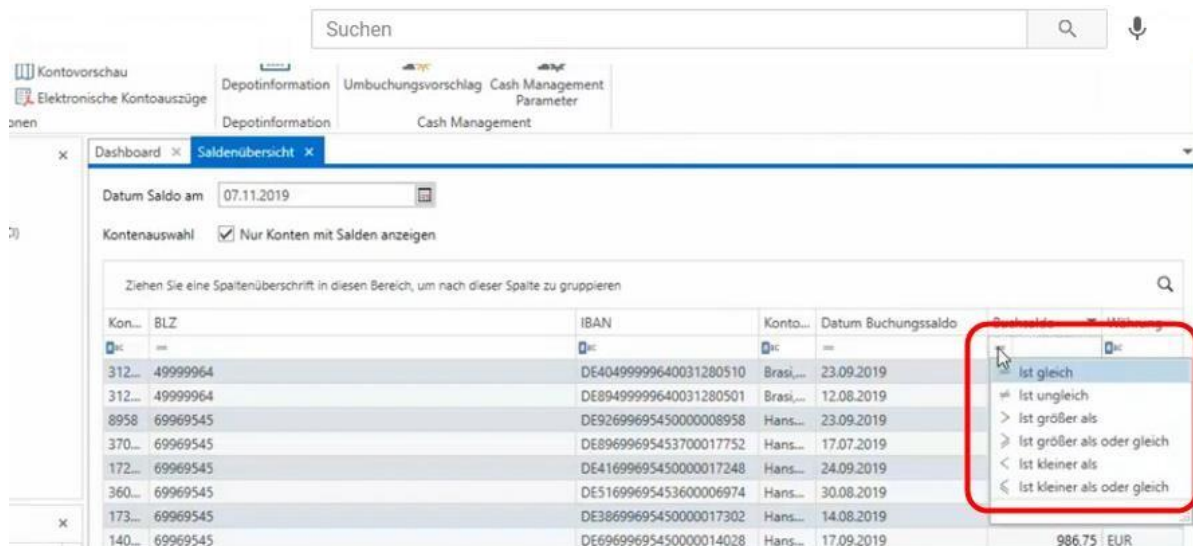 Suchen
Kontovorschau
Elektronische Kontoauszüge
onen
Depotinformation
Depotinformation
Umbuchungsvorschlag
Cash Management
Parameter
Cash Management
Dashboard Saldenübersicht
Datum Saldo am 07.11.2019
Kontenauswahl Nur Konten mit Salden anzeigen
Ziehen Sie eine Spaltenüberschrift in diesen Bereich, um nach dieser Spalte zu gruppieren
Kon... BLZ IBAN Konto... Datum Buchungssaldo Buchsaldo Währung
312... 49999964 DE40499999640031280510 Brasi,... 23.09.2019
312... 49999964 DE89499999640031280501 Brasi,... 12.08.2019
8958 69969545 DE92699695450000008958 Hans... 23.09.2019
370... 69969545 DE89699695453700017752 Hans... 17.07.2019
172... 69969545 DE41699695450000017248 Hans... 24.09.2019
360... 69969545 DE51699695453600006974 Hans... 30.08.2019
173... 69969545 DE38699695450000017302 Hans... 14.08.2019
140... 69969545 DE69699695450000014028 Hans... 17.09.2019 986.75 EUR
= Ist gleich
≠ Ist ungleich
> Ist größer als
⩾ Ist größer als oder gleich
< Ist kleiner als
⩽ Ist kleiner als oder gleich